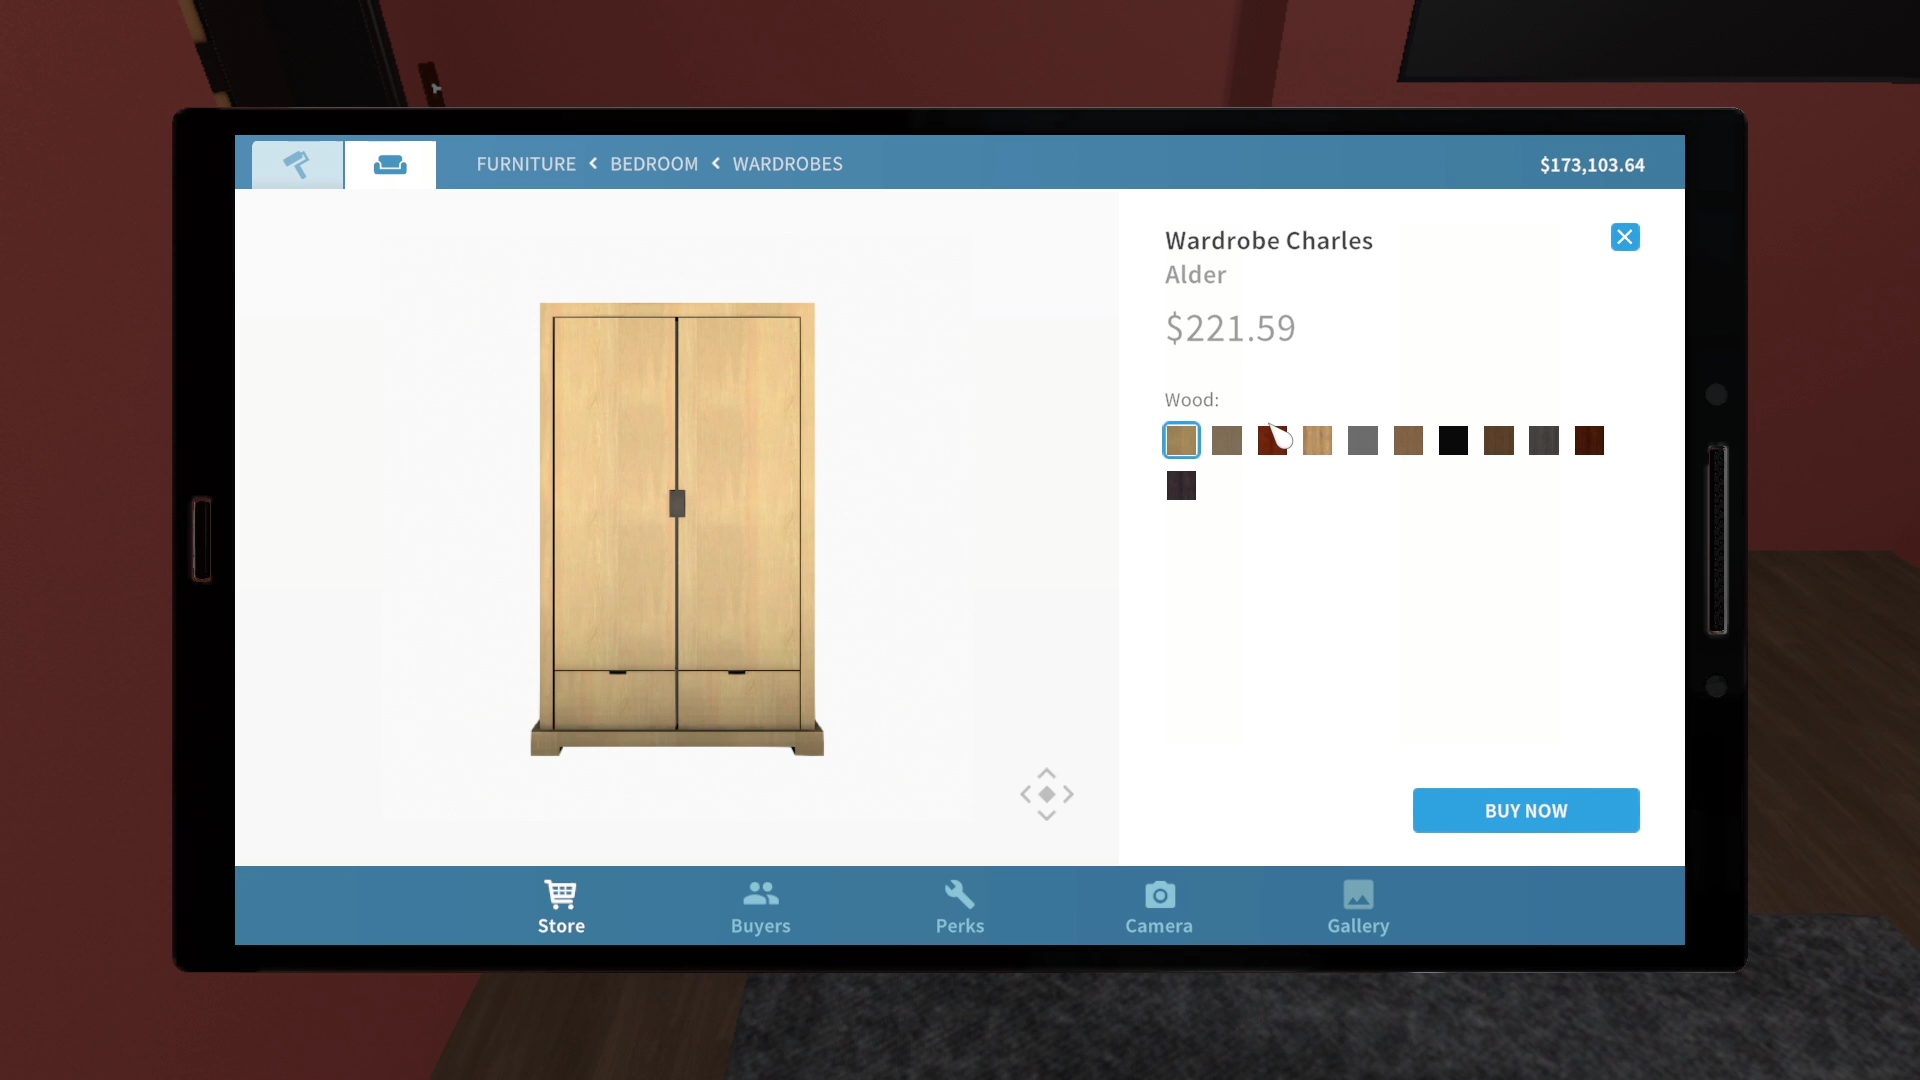 FURNITURE < BEDROOM < WARDROBES
$173,103.64
Wardrobe Charles
Alder
$221.59
Wood:
BUY NOW
Store
Buyers
Perks
Camera
Gallery